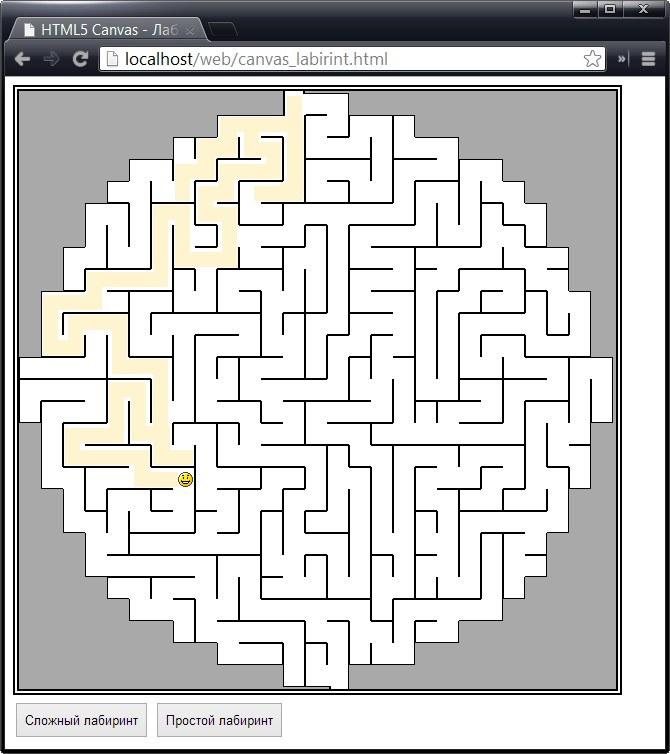 HTML5 Canvas - Лаб
localhost/web/canvas_labirint.html
Сложный лабиринт
Простой лабиринт